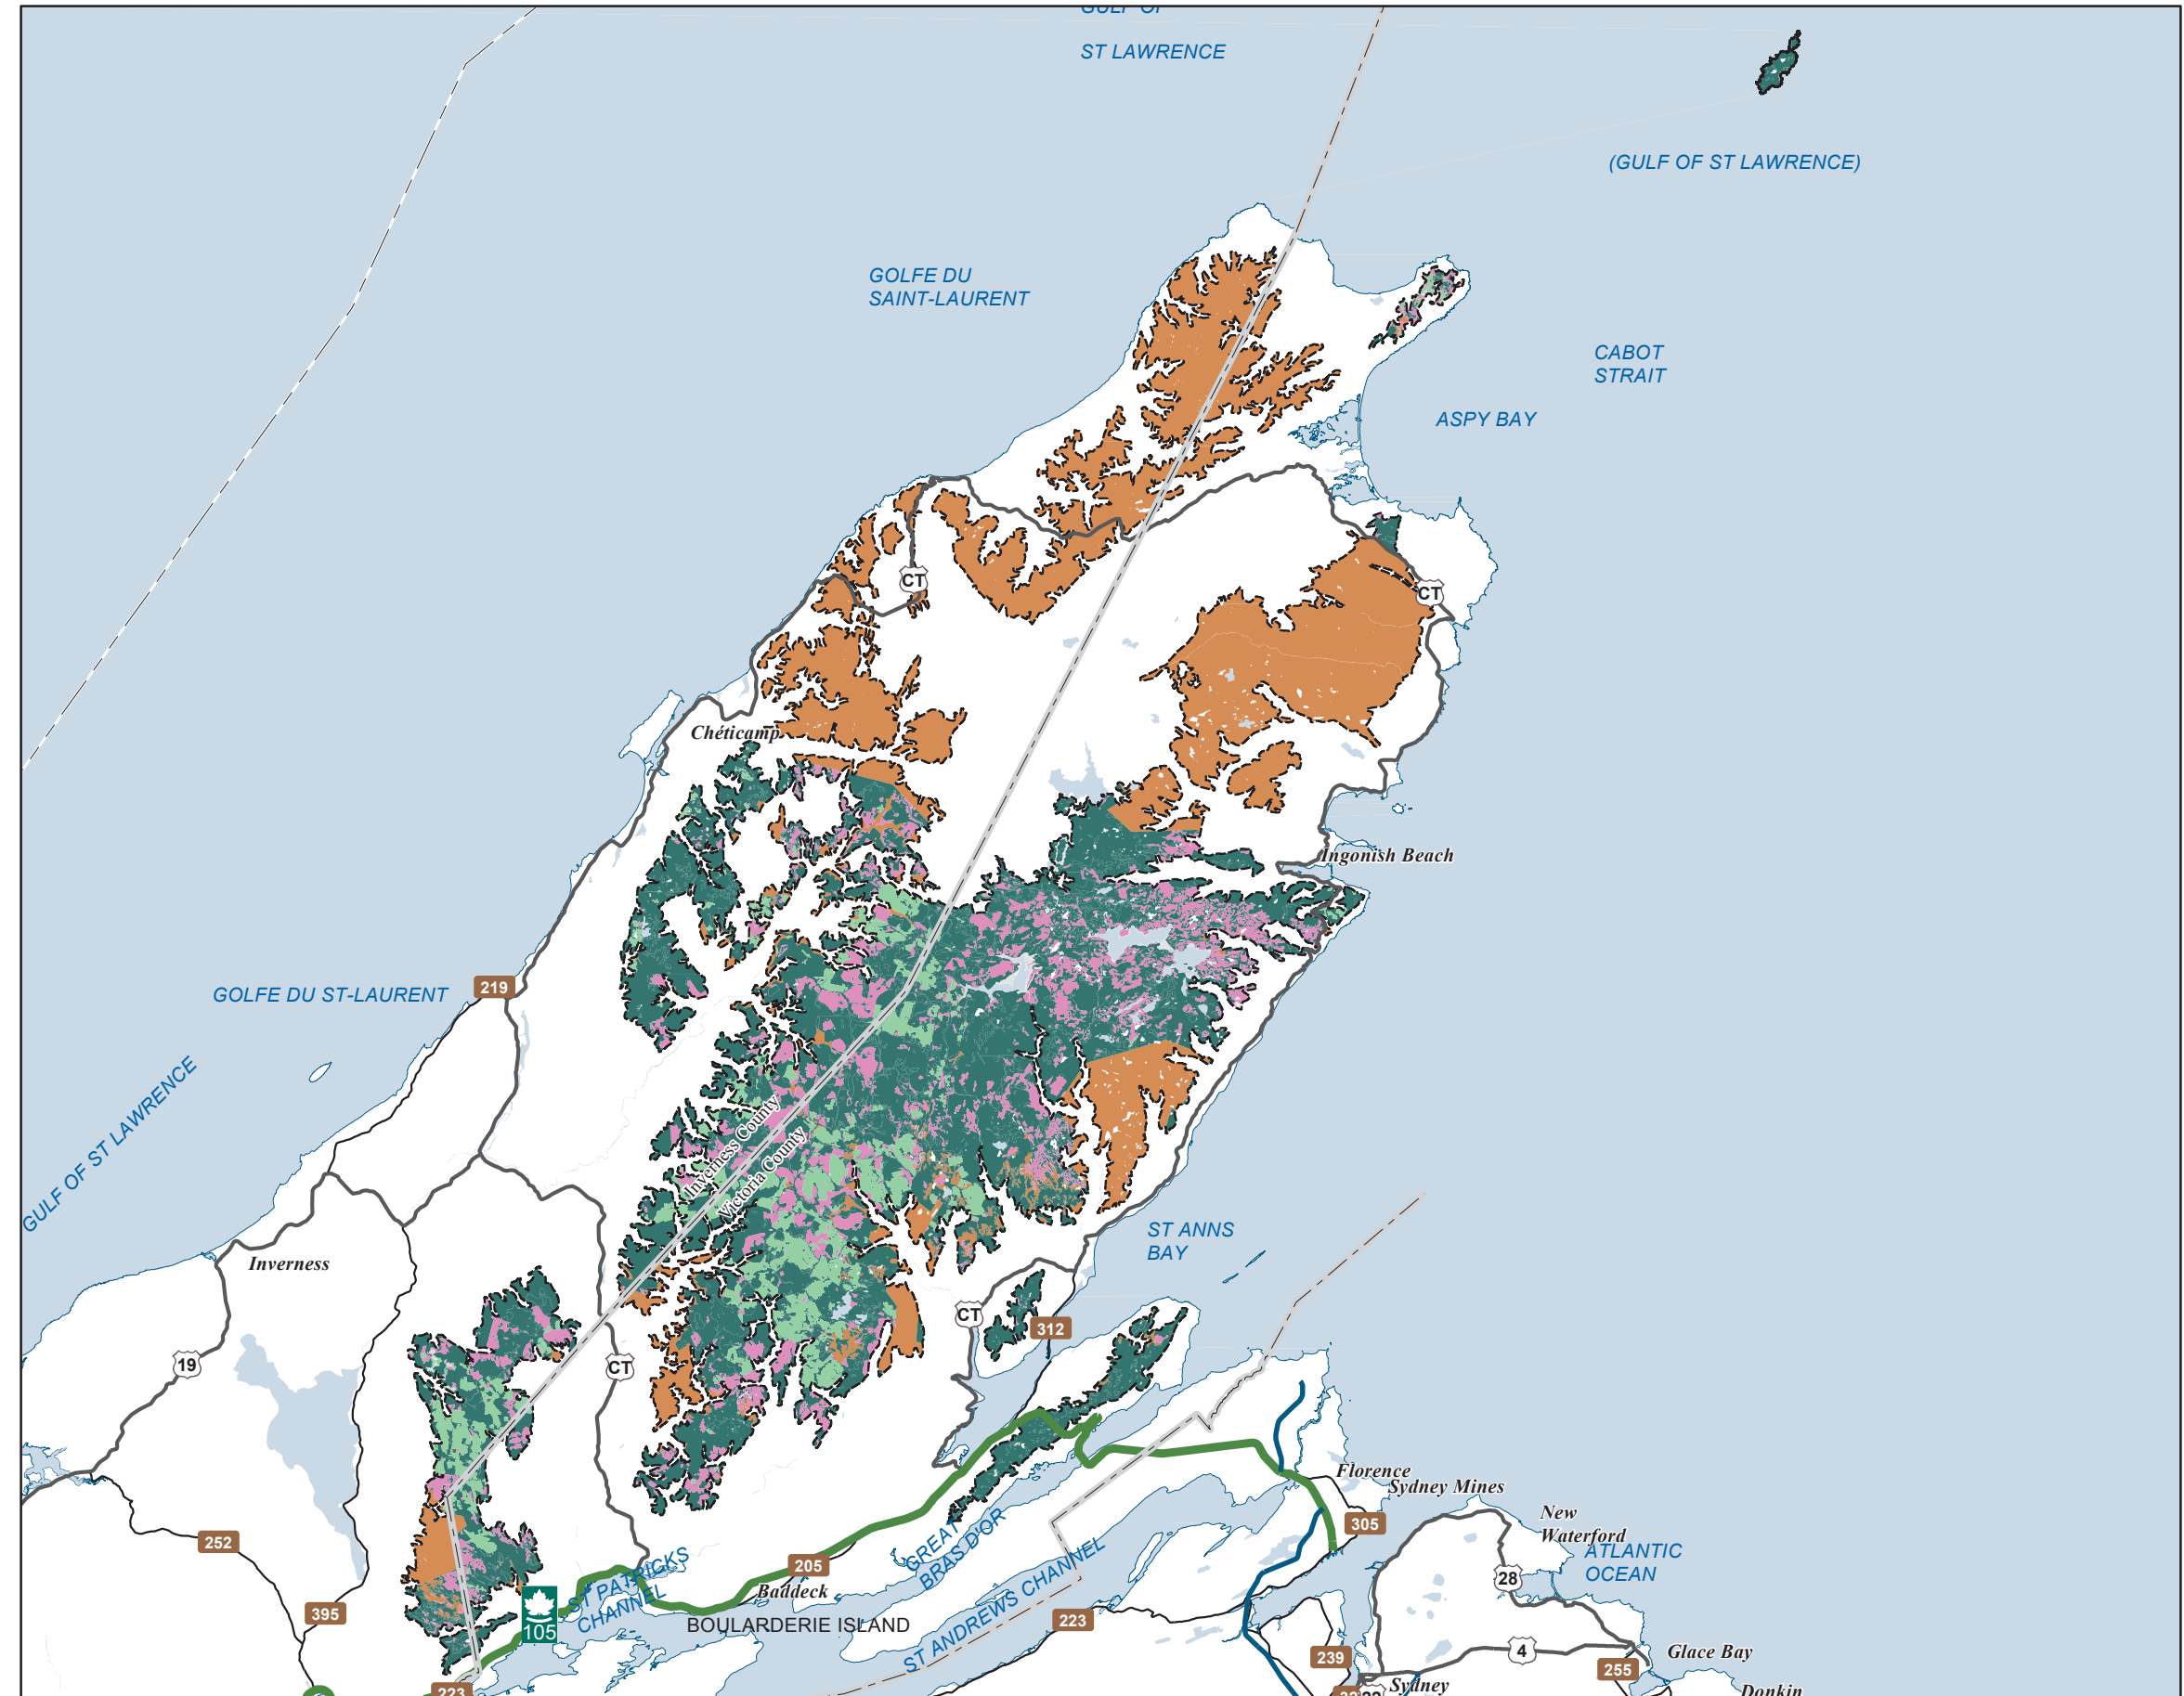 GULF OF
ST LAWRENCE
(GULF OF ST LAWRENCE)
GOLFE DU
SAINT-LAURENT
CABOT
STRAIT
ASPY BAY
CT
CT
Chéticamp
Ingonish Beach
219
GOLFE DU ST-LAURENT
GULF OF ST LAWRENCE
Inverness County
Victoria County
ST ANNS
BAY
Inverness
CT
312
19
CT
Florence
Sydney Mines
New
Waterford
305
252
GREAT
BRAS D'OR
ATLANTIC
OCEAN
205
28
ST PATRICKS
CHANNEL
Baddeck
395
105
BOULARDERIE ISLAND
223
ST ANDREWS CHANNEL
4
239
255
Glace Bay
223
Sydney
Donkin